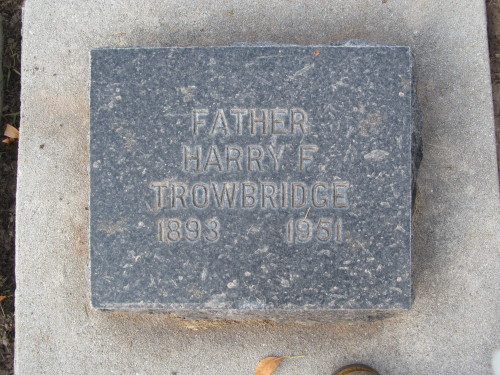 FATHER
HARRY F.
TROWBRIDGE
1893 1951